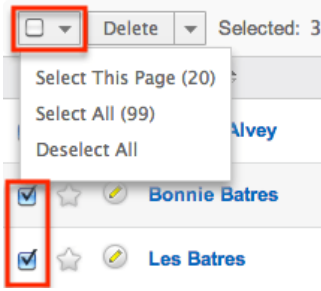 Delete Selected: 3
Select This Page (20)
Select All (99)
Alvey
Deselect All
Bonnie Batres
Les Batres